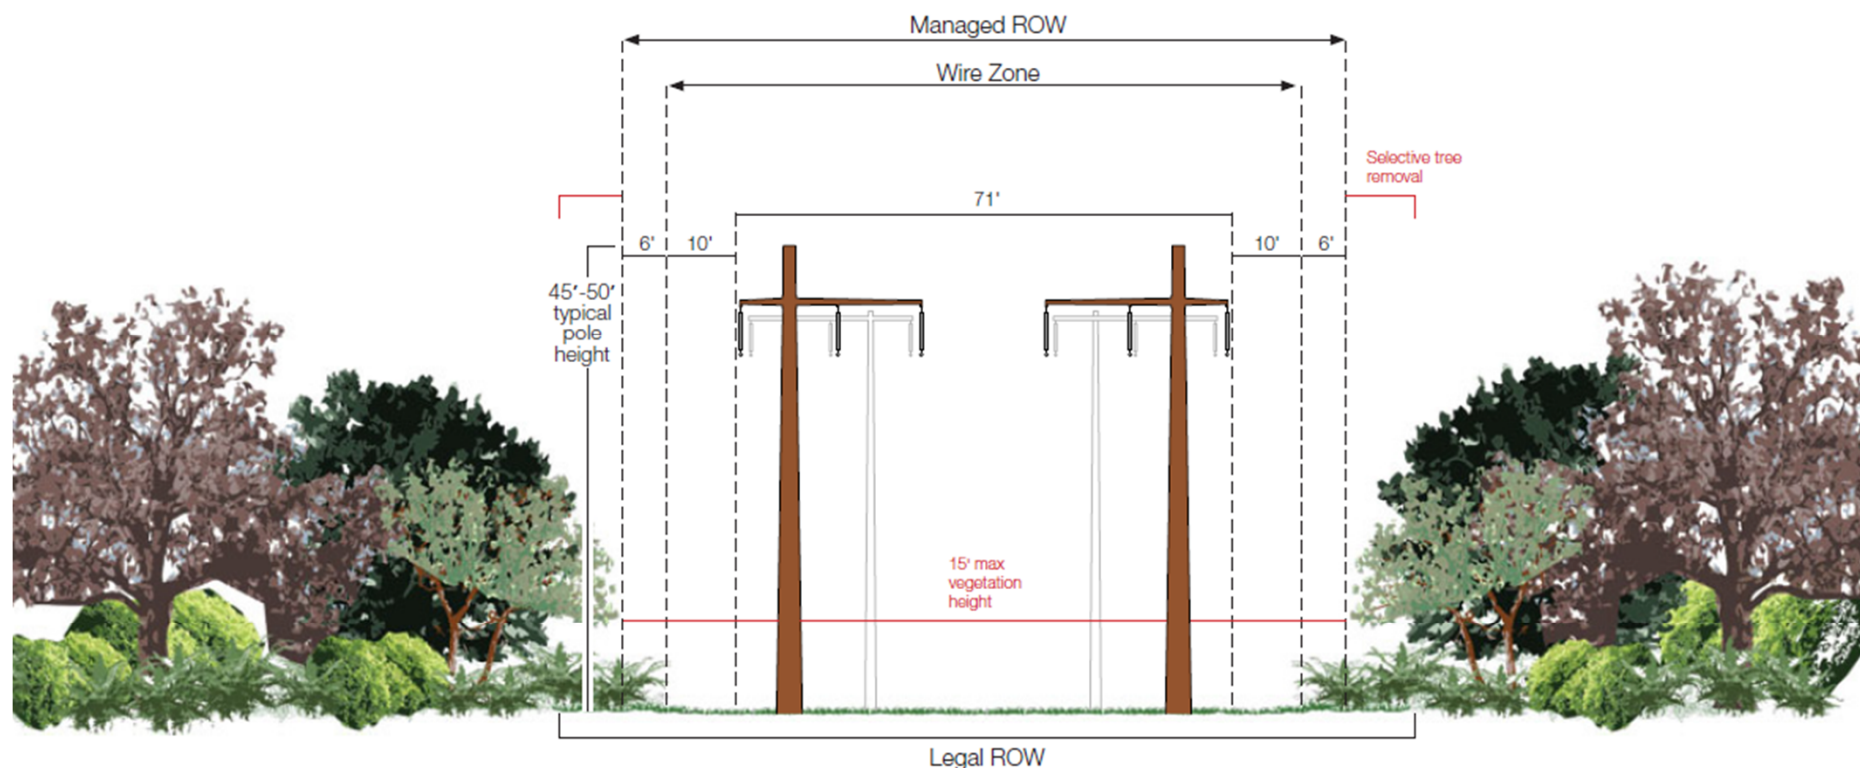 Managed ROW
Wire Zone
Selective tree
removal
71'
6'
10'
10'
6'
45′-50′
typical
pole
height
15' max
vegetation
height
Legal ROW